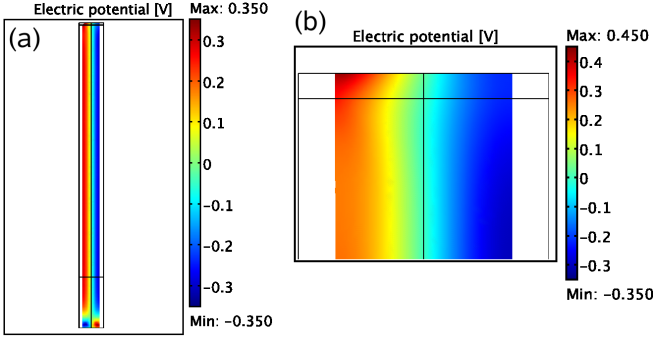 Electric potential [V]
Max: 0.350
(a)
0.3
0.2
0.1
0
-0.1
-0.2
-0.3
Min: -0.350
(b)
Electric potential [V]
Max: 0.450
0.4
0.3
0.2
0.1
0
-0.1
-0.2
-0.3
Min: -0.350